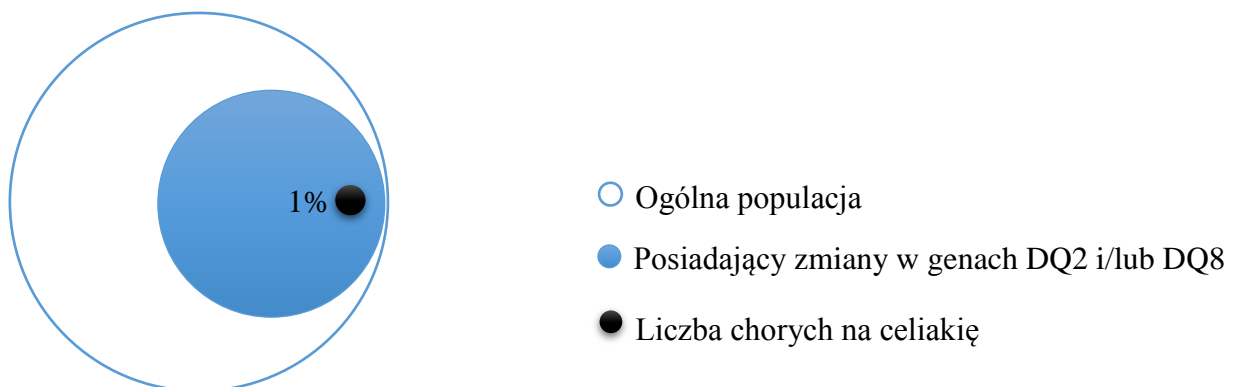 1%
Ogólna populacja
Posiadający zmiany w genach DQ2 i/lub DQ8
Liczba chorych na celiakię